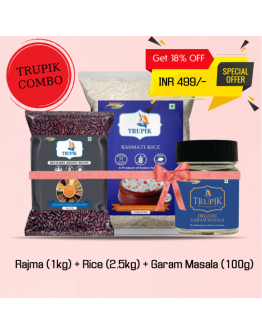 TRUPIK
COMBO
Get 18% OFF
INR 499/-
SPECIAL
OFFER
TRUPIK
BASMATI RICE
TRUPIK
TRUPIK
ORGANIC
GARAM MASALA
Rajma (1kg) + Rice (2.5kg) + Garam Masala (100g)